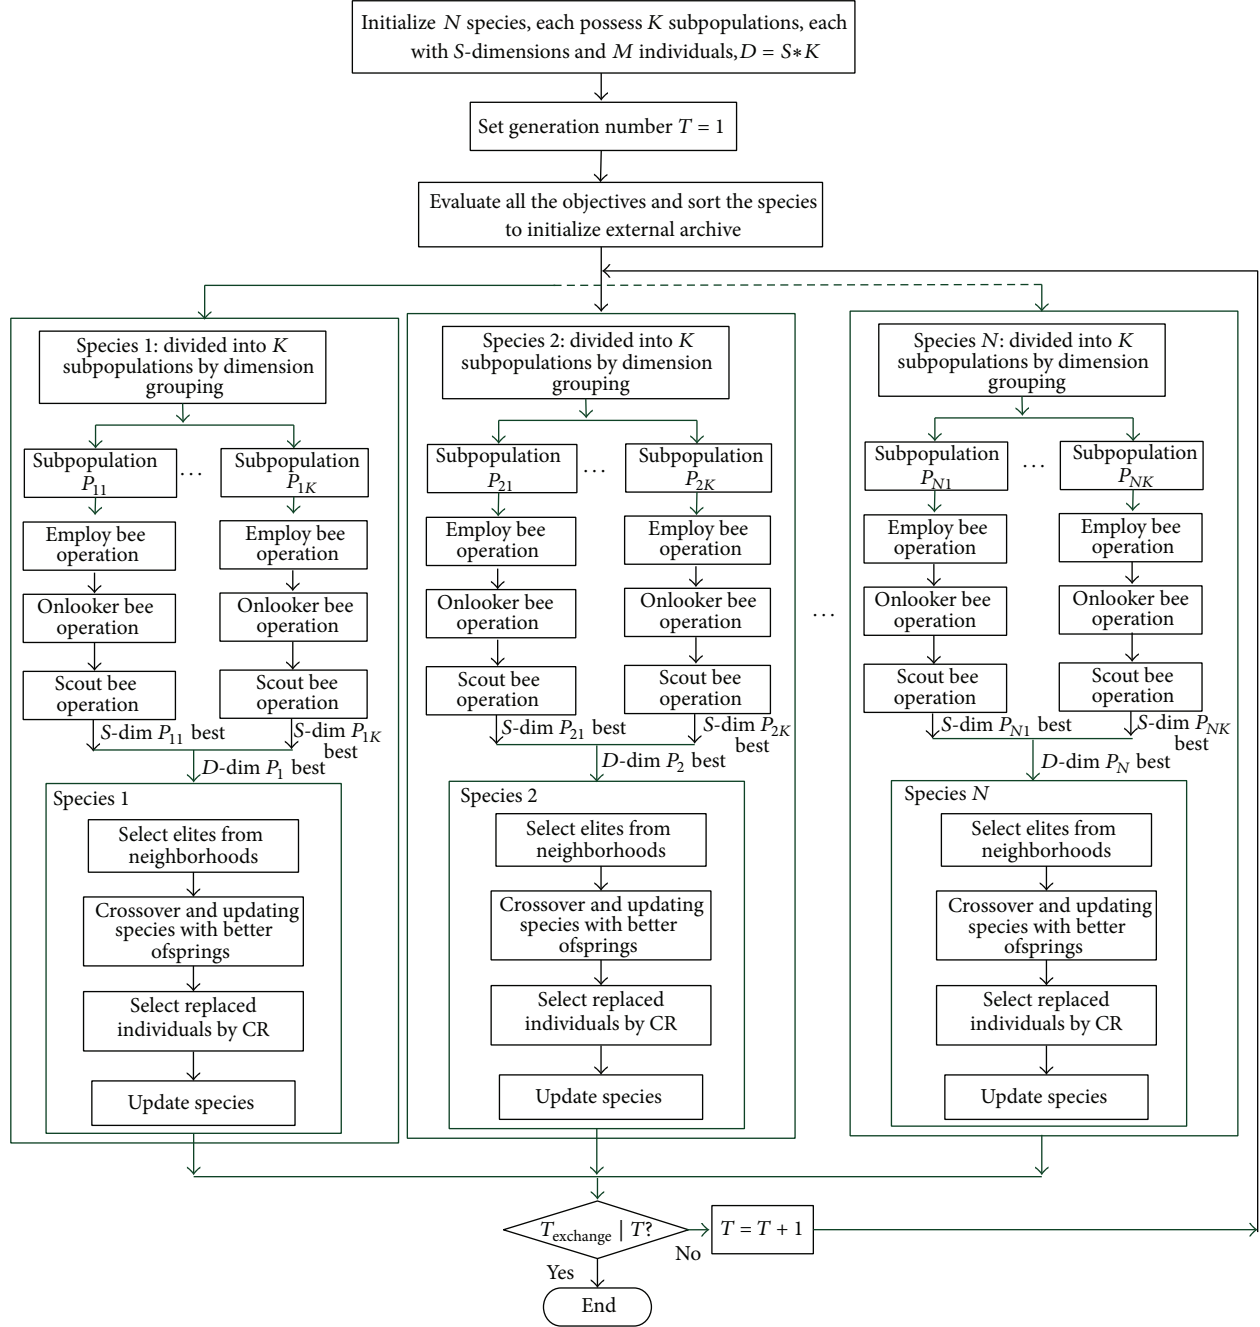 Initialize N species, each possess K subpopulations, each
with S-dimensions and M individuals, D = S∗K
Set generation number T = 1
Evaluate all the objectives and sort the species
to initialize external archive
Species 1: divided into K
subpopulations by dimension
grouping
Subpopulation
P11
...
Subpopulation
P1K
Employ bee
operation
Employ bee
operation
Onlooker bee
operation
Onlooker bee
operation
Scout bee
operation
Scout bee
operation
S-dim P11 best
S-dim P1K
best
D-dim P1 best
Species 1
Select elites from
neighborhoods
Crossover and updating
species with better
ofsprings
Select replaced
individuals by CR
Update species
Species 2: divided into K
subpopulations by dimension
grouping
Subpopulation
P21
...
Subpopulation
P2K
Employ bee
operation
Employ bee
operation
Onlooker bee
operation
Onlooker bee
operation
Scout bee
operation
Scout bee
operation
S-dim P21 best
S-dim P2K
best
D-dim P2 best
Species 2
Select elites from
neighborhoods
Crossover and updating
species with better
ofsprings
Select replaced
individuals by CR
Update species
...
Species N: divided into K
subpopulations by dimension
grouping
Subpopulation
PN1
...
Subpopulation
PNK
Employ bee
operation
Employ bee
operation
Onlooker bee
operation
Onlooker bee
operation
Scout bee
operation
Scout bee
operation
S-dim PN1 best
S-dim PNK
best
D-dim PN best
Species N
Select elites from
neighborhoods
Crossover and updating
species with better
ofsprings
Select replaced
individuals by CR
Update species
Texchange | T?
No
T = T + 1
Yes
End